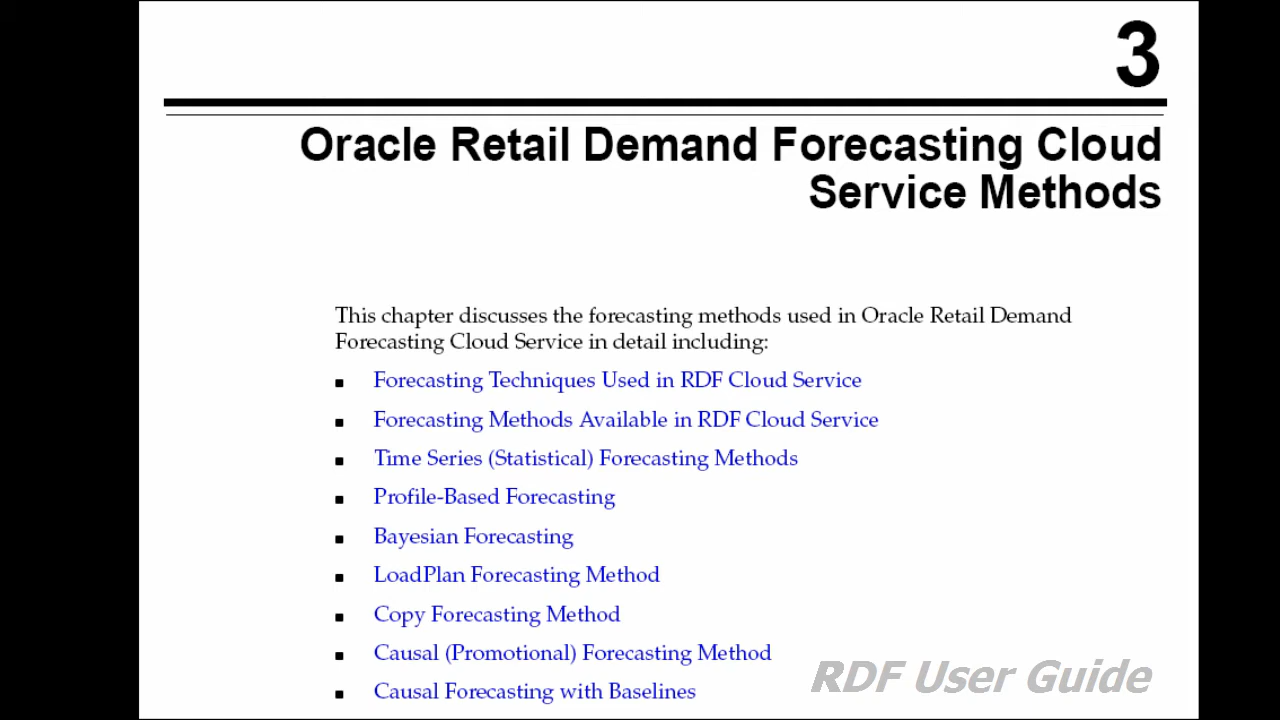 3
Oracle Retail Demand Forecasting Cloud
Service Methods
This chapter discusses the forecasting methods used in Oracle Retail Demand
Forecasting Cloud Service in detail including:
■ Forecasting Techniques Used in RDF Cloud Service
■ Forecasting Methods Available in RDF Cloud Service
■ Time Series (Statistical) Forecasting Methods
■ Profile-Based Forecasting
■ Bayesian Forecasting
■ LoadPlan Forecasting Method
■ Copy Forecasting Method
■ Causal (Promotional) Forecasting Method
■ Causal Forecasting with Baselines
RDF User Guide